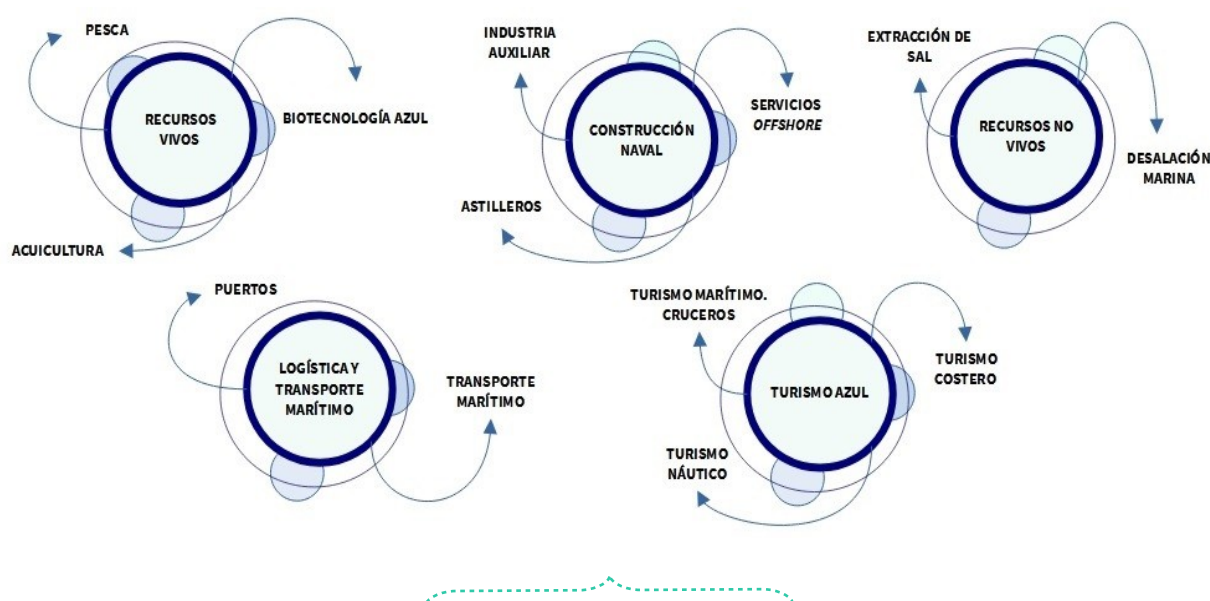 PESCA
RECURSOS
VIVOS
BIOTECNOLOGÍA AZUL
ACUICULTURA
INDUSTRIA
AUXILIAR
CONSTRUCCIÓN
NAVAL
SERVICIOS
OFFSHORE
ASTILLEROS
EXTRACCIÓN DE
SAL
RECURSOS NO
VIVOS
DESALACIÓN
MARINA
PUERTOS
LOGÍSTICA Y
TRANSPORTE
MARÍTIMO
TRANSPORTE
MARÍTIMO
TURISMO MARÍTIMO.
CRUCEROS
TURISMO AZUL
TURISMO
COSTERO
TURISMO
NÁUTICO